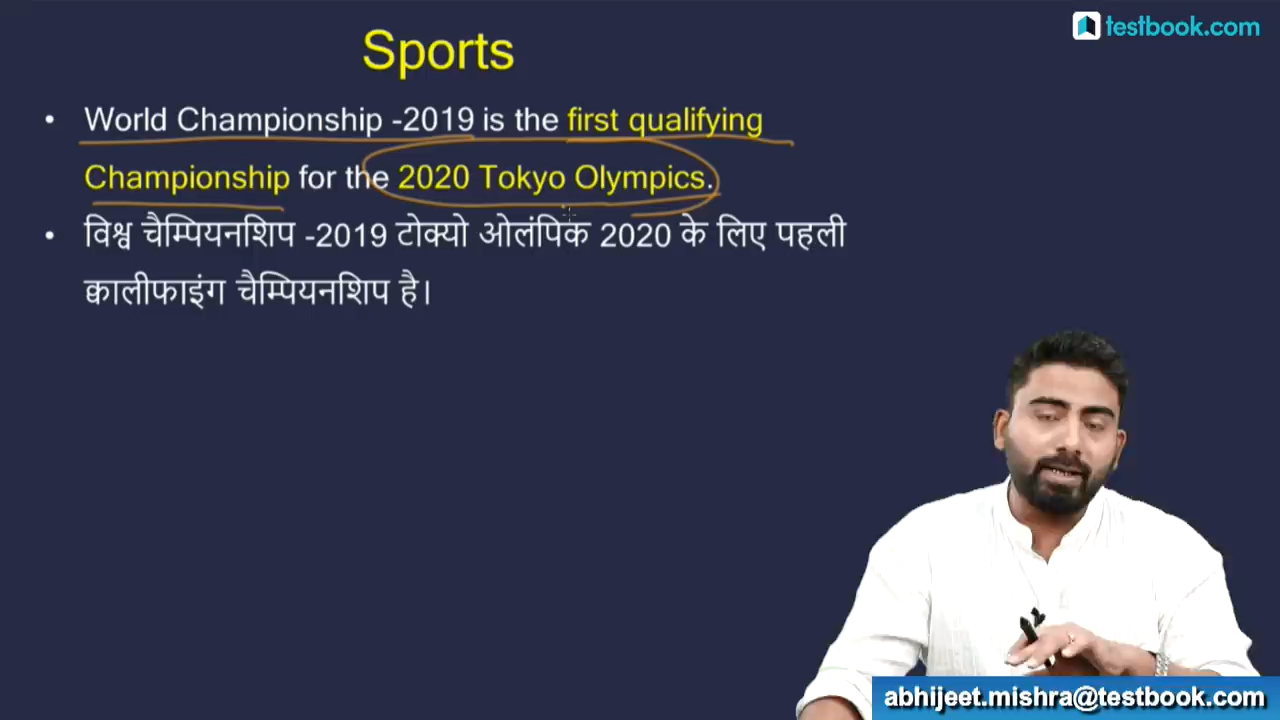 testbook.com
Sports
• World Championship -2019 is the first qualifying
Championship for the 2020 Tokyo Olympics.
• विश्व चैम्पियनशिप -2019 टोक्यो ओलंपिक 2020 के लिए पहली
क्वालीफाइंग चैम्पियनशिप है।
abhijeet.mishra@testbook.com